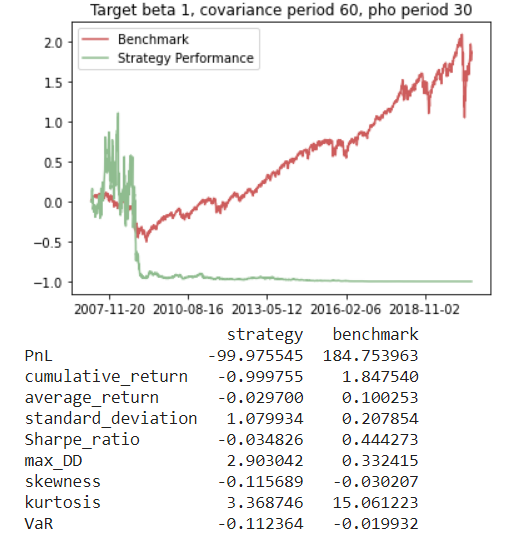 Target beta 1, covariance period 60, pho period 30
Benchmark
Strategy Performance
2.0
1.5
1.0
0.5
0.0
−0.5
−1.0
2007-11-20 2010-08-16 2013-05-12 2016-02-06 2018-11-02
strategy benchmark
PnL -99.975545 184.753963
cumulative_return -0.999755 1.847540
average_return -0.029700 0.100253
standard_deviation 1.079934 0.207854
Sharpe_ratio -0.034826 0.444273
max_DD 2.903042 0.332415
skewness -0.115689 -0.030207
kurtosis 3.368746 15.061223
VaR -0.112364 -0.019932